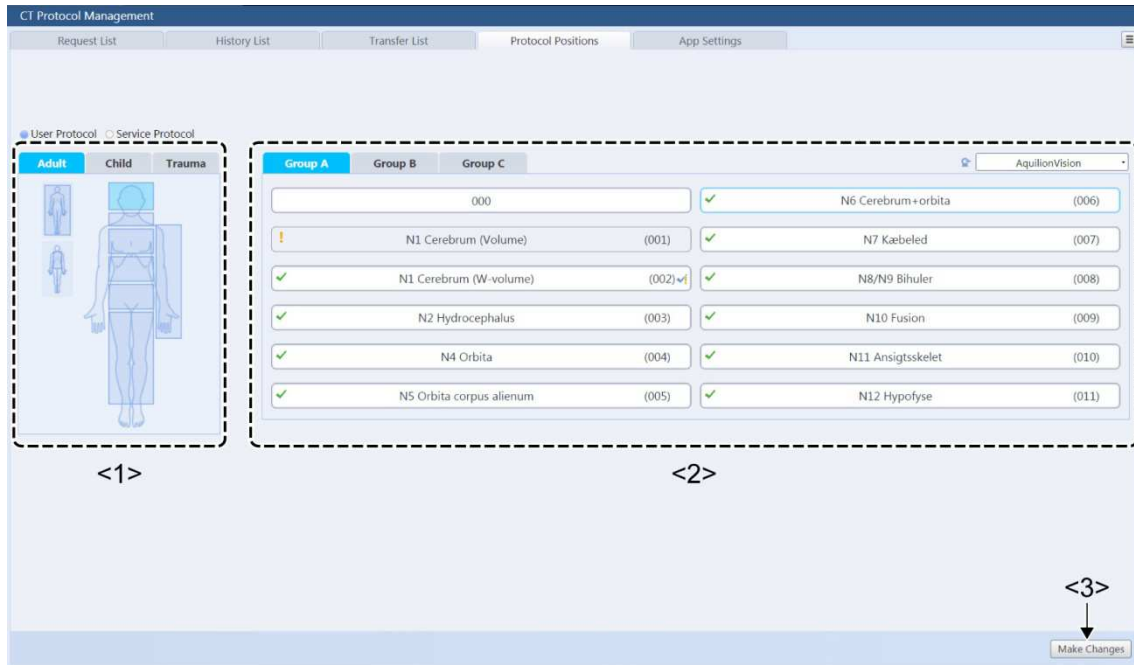 CT Protocol Management
Request List
History List
Transfer List
Protocol Positions
App Settings
User Protocol
Service Protocol
Adult
Child
Trauma
Group A
Group B
Group C
AquilionVision
000
N1 Cerebrum (Volume) (001)
N1 Cerebrum (W-volume) (002)
N2 Hydrocephalus (003)
N4 Orbita (004)
N5 Orbita corpus alienum (005)
N6 Cerebrum+orbita (006)
N7 Kæbeled (007)
N8/N9 Bihuler (008)
N10 Fusion (009)
N11 Ansigtsskelet (010)
N12 Hypofyse (011)
<1>
<2>
<3>
Make Changes